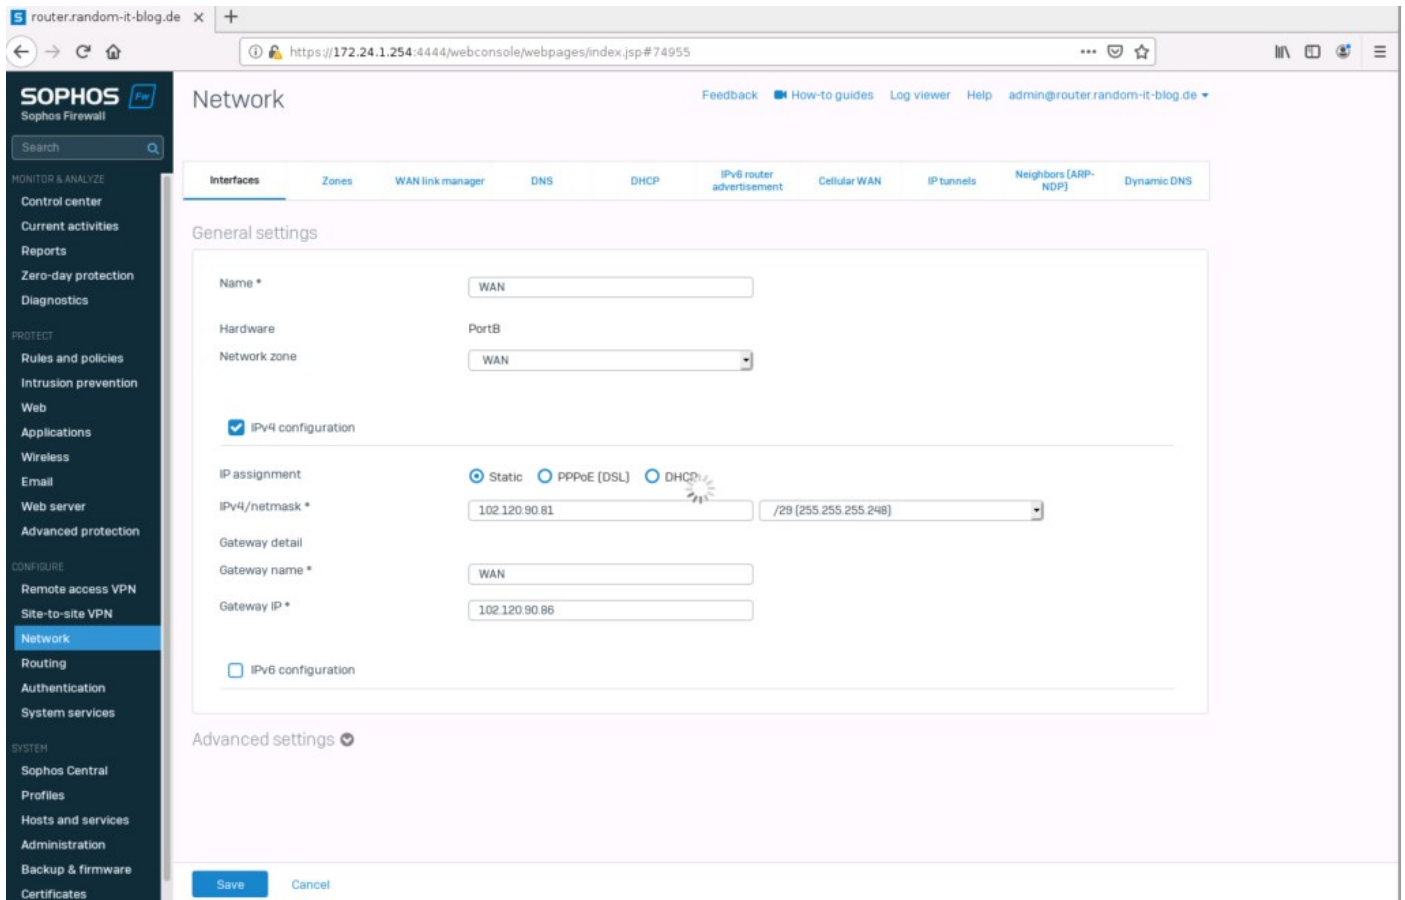 router.random-it-blog.de
https://172.24.1.254:4444/webconsole/webpages/index.jsp#74955
SOPHOS Fw
Sophos Firewall
Search
MONITOR & ANALYZE
Control center
Current activities
Reports
Zero-day protection
Diagnostics
PROTECT
Rules and policies
Intrusion prevention
Web
Applications
Wireless
Email
Web server
Advanced protection
CONFIGURE
Remote access VPN
Site-to-site VPN
Network
Routing
Authentication
System services
SYSTEM
Sophos Central
Profiles
Hosts and services
Administration
Backup & firmware
Certificates
Network
Feedback How-to guides Log viewer Help admin@router.random-it-blog.de
Interfaces Zones WAN link manager DNS DHCP IPv6 router advertisement Cellular WAN IP tunnels Neighbors (ARP-NDP) Dynamic DNS
General settings
Name * WAN
Hardware PortB
Network zone WAN
IPv4 configuration
IP assignment Static PPPoE (DSL) DHCP
IPv4/netmask * 102.120.90.81 /29 (255.255.255.248)
Gateway detail
Gateway name * WAN
Gateway IP * 102.120.90.86
IPv6 configuration
Advanced settings
Save Cancel